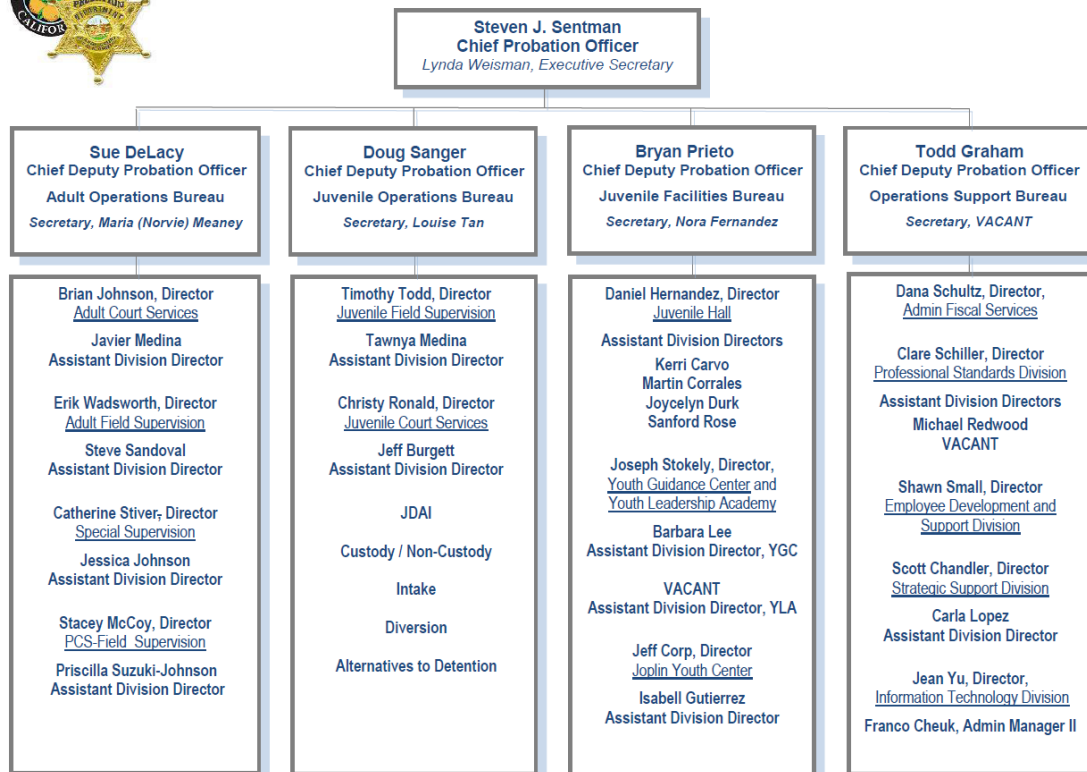 CALIFOR
Steven J. Sentman
Chief Probation Officer
Lynda Weisman, Executive Secretary
Sue DeLacy
Chief Deputy Probation Officer
Adult Operations Bureau
Secretary, Maria (Norvie) Meaney
Doug Sanger
Chief Deputy Probation Officer
Juvenile Operations Bureau
Secretary, Louise Tan
Bryan Prieto
Chief Deputy Probation Officer
Juvenile Facilities Bureau
Secretary, Nora Fernandez
Todd Graham
Chief Deputy Probation Officer
Operations Support Bureau
Secretary, VACANT
Brian Johnson, Director
Adult Court Services
Javier Medina
Assistant Division Director
Erik Wadsworth, Director
Adult Field Supervision
Steve Sandoval
Assistant Division Director
Catherine Stiver, Director
Special Supervision
Jessica Johnson
Assistant Division Director
Stacey McCoy, Director
PCS-Field Supervision
Priscilla Suzuki-Johnson
Assistant Division Director
Timothy Todd, Director
Juvenile Field Supervision
Tawnya Medina
Assistant Division Director
Christy Ronald, Director
Juvenile Court Services
Jeff Burgett
Assistant Division Director
JDAI
Custody / Non-Custody
Intake
Diversion
Alternatives to Detention
Daniel Hernandez, Director
Juvenile Hall
Assistant Division Directors
Kerri Carvo
Martin Corrales
Joycelyn Durk
Sanford Rose
Joseph Stokely, Director,
Youth Guidance Center and
Youth Leadership Academy
Barbara Lee
Assistant Division Director, YGC
VACANT
Assistant Division Director, YLA
Jeff Corp, Director
Joplin Youth Center
Isabell Gutierrez
Assistant Division Director
Dana Schultz, Director,
Admin Fiscal Services
Clare Schiller, Director
Professional Standards Division
Assistant Division Directors
Michael Redwood
VACANT
Shawn Small, Director
Employee Development and
Support Division
Scott Chandler, Director
Strategic Support Division
Carla Lopez
Assistant Division Director
Jean Yu, Director,
Information Technology Division
Franco Cheuk, Admin Manager II